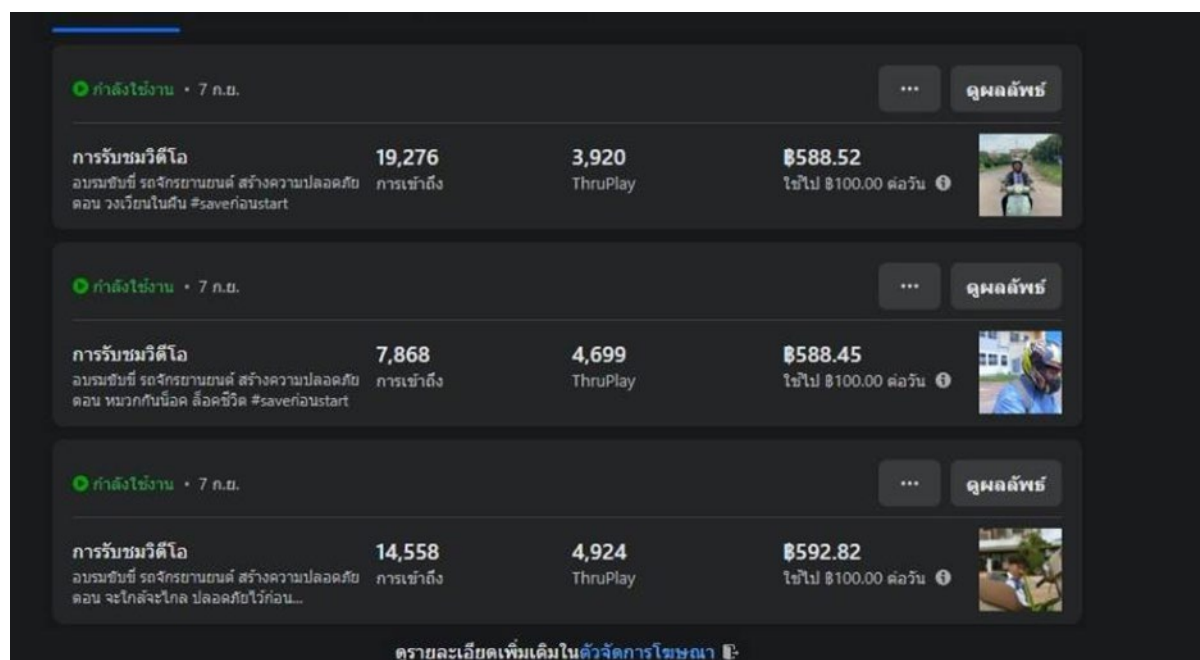 กำลังใช้งาน • 7 ก.ย.
... ดูผลลัพธ์
การรับชมวิดีโอ 19,276 3,920 ฿588.52
อบรมขับขี่ รถจักรยานยนต์ สร้างความปลอดภัย การเข้าถึง ThruPlay ใช้ไป ฿100.00 ต่อวัน
ตอน วงเวียนในฝัน #saveก่อนstart
กำลังใช้งาน • 7 ก.ย.
... ดูผลลัพธ์
การรับชมวิดีโอ 7,868 4,699 ฿588.45
อบรมขับขี่ รถจักรยานยนต์ สร้างความปลอดภัย การเข้าถึง ThruPlay ใช้ไป ฿100.00 ต่อวัน
ตอน หมวกกันน็อค ล็อคชีวิต #saveก่อนstart
กำลังใช้งาน • 7 ก.ย.
... ดูผลลัพธ์
การรับชมวิดีโอ 14,558 4,924 ฿592.82
อบรมขับขี่ รถจักรยานยนต์ สร้างความปลอดภัย การเข้าถึง ThruPlay ใช้ไป ฿100.00 ต่อวัน
ตอน จะใกล้จะไกล ปลอดภัยไว้ก่อน...
ดูรายละเอียดเพิ่มเติมในตัวจัดการโฆษณา